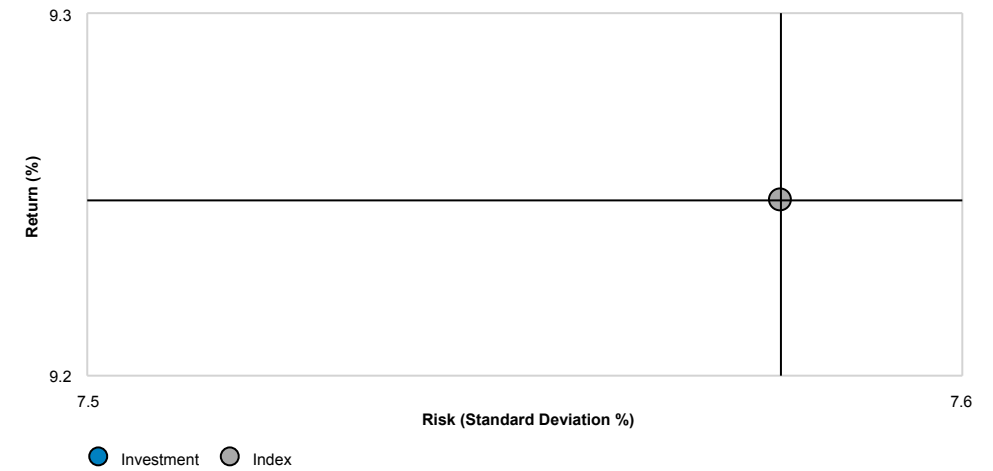 9.3
Return (%)
9.2
7.5
7.6
Risk (Standard Deviation %)
Investment Index